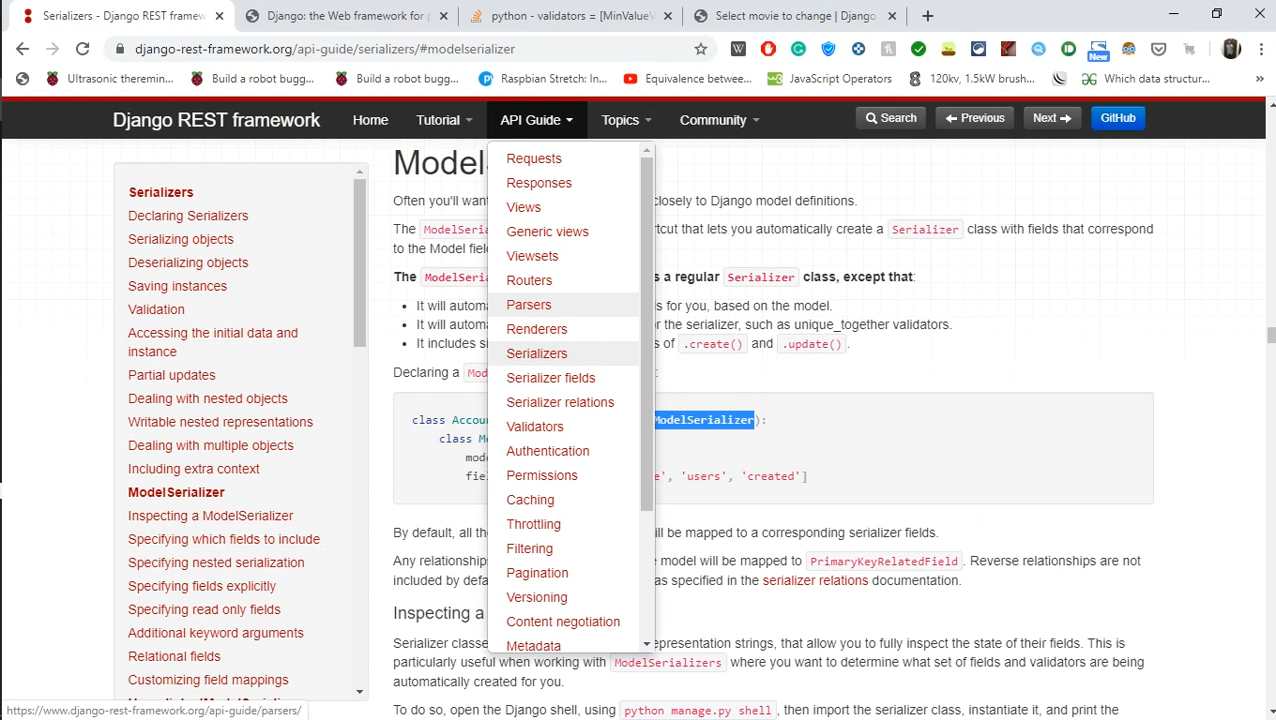 Serializers - Django REST framew
Django: the Web framework for p
python - validators = [MinValueV
Select movie to change | Django
django-rest-framework.org/api-guide/serializers/#modelserializer
New
Ultrasonic theremin...
Build a robot bugg...
Build a robot bugg...
Raspbian Stretch: In...
Equivalence betwee...
JavaScript Operators
120kv, 1.5kW brush...
Which data structur...
Django REST framework
Home
Tutorial
API Guide
Topics
Community
Search
Previous
Next
GitHub
Serializers
Declaring Serializers
Serializing objects
Deserializing objects
Saving instances
Validation
Accessing the initial data and
instance
Partial updates
Dealing with nested objects
Writable nested representations
Dealing with multiple objects
Including extra context
ModelSerializer
Inspecting a ModelSerializer
Specifying which fields to include
Specifying nested serialization
Specifying fields explicitly
Specifying read only fields
Additional keyword arguments
Relational fields
Customizing field mappings
Requests
Responses
Views
Generic views
Viewsets
Routers
Parsers
Renderers
Serializers
Serializer fields
Serializer relations
Validators
Authentication
Permissions
Caching
Throttling
Filtering
Pagination
Versioning
Content negotiation
Metadata
Model
Often you'll want closely to Django model definitions.
The ModelSeria rtcut that lets you automatically create a Serializer class with fields that correspond
to the Model field
The ModelSeria s a regular Serializer class, except that:
• It will automa s for you, based on the model.
• It will automa or the serializer, such as unique_together validators.
• It includes si s of .create() and .update().
Declaring a Mod :
class Accou ModelSerializer):
class M
mod
fiel e', 'users', 'created']
By default, all the ill be mapped to a corresponding serializer fields.
Any relationships model will be mapped to PrimaryKeyRelatedField. Reverse relationships are not
included by defa as specified in the serializer relations documentation.
Inspecting a
Serializer classe epresentation strings, that allow you to fully inspect the state of their fields. This is
particularly useful when working with ModelSerializers where you want to determine what set of fields and validators are being
automatically created for you.
To do so, open the Django shell, using python manage.py shell, then import the serializer class, instantiate it, and print the
https://www.django-rest-framework.org/api-guide/parsers/